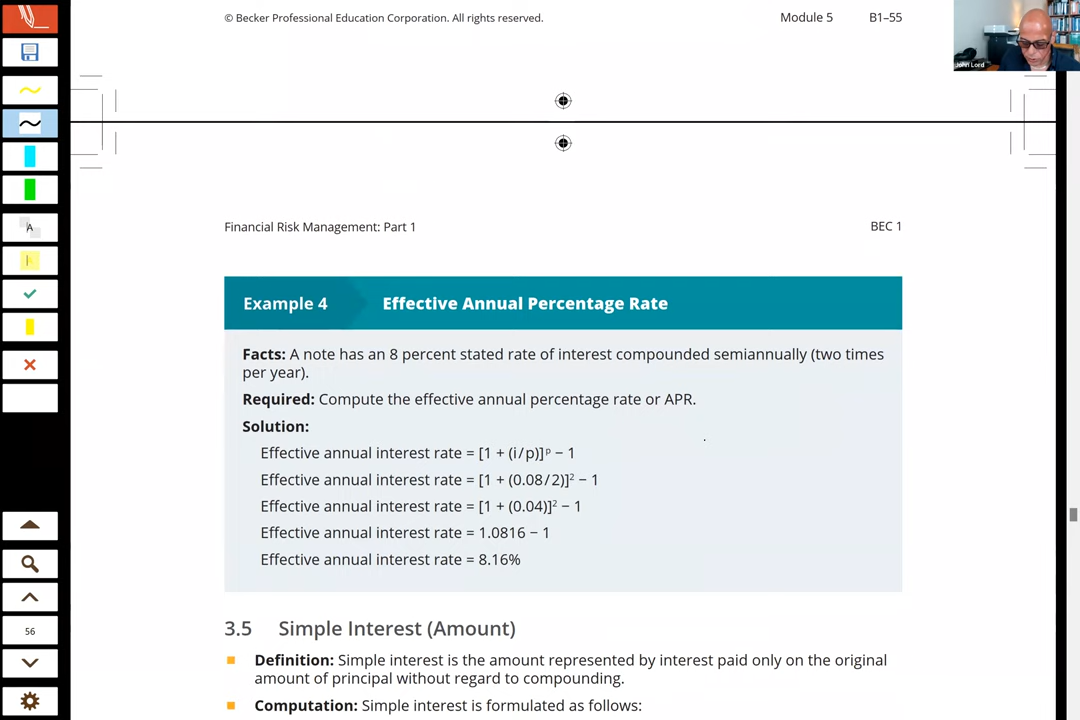 © Becker Professional Education Corporation. All rights reserved.
Module 5 B1–55
John Lord
Financial Risk Management: Part 1
BEC 1
Example 4 Effective Annual Percentage Rate
Facts: A note has an 8 percent stated rate of interest compounded semiannually (two times
per year).
Required: Compute the effective annual percentage rate or APR.
Solution:
Effective annual interest rate = [1 + (i/p)]ᵖ − 1
Effective annual interest rate = [1 + (0.08/2)]² − 1
Effective annual interest rate = [1 + (0.04)]² − 1
Effective annual interest rate = 1.0816 − 1
Effective annual interest rate = 8.16%
3.5 Simple Interest (Amount)
Definition: Simple interest is the amount represented by interest paid only on the original
amount of principal without regard to compounding.
Computation: Simple interest is formulated as follows:
A
56